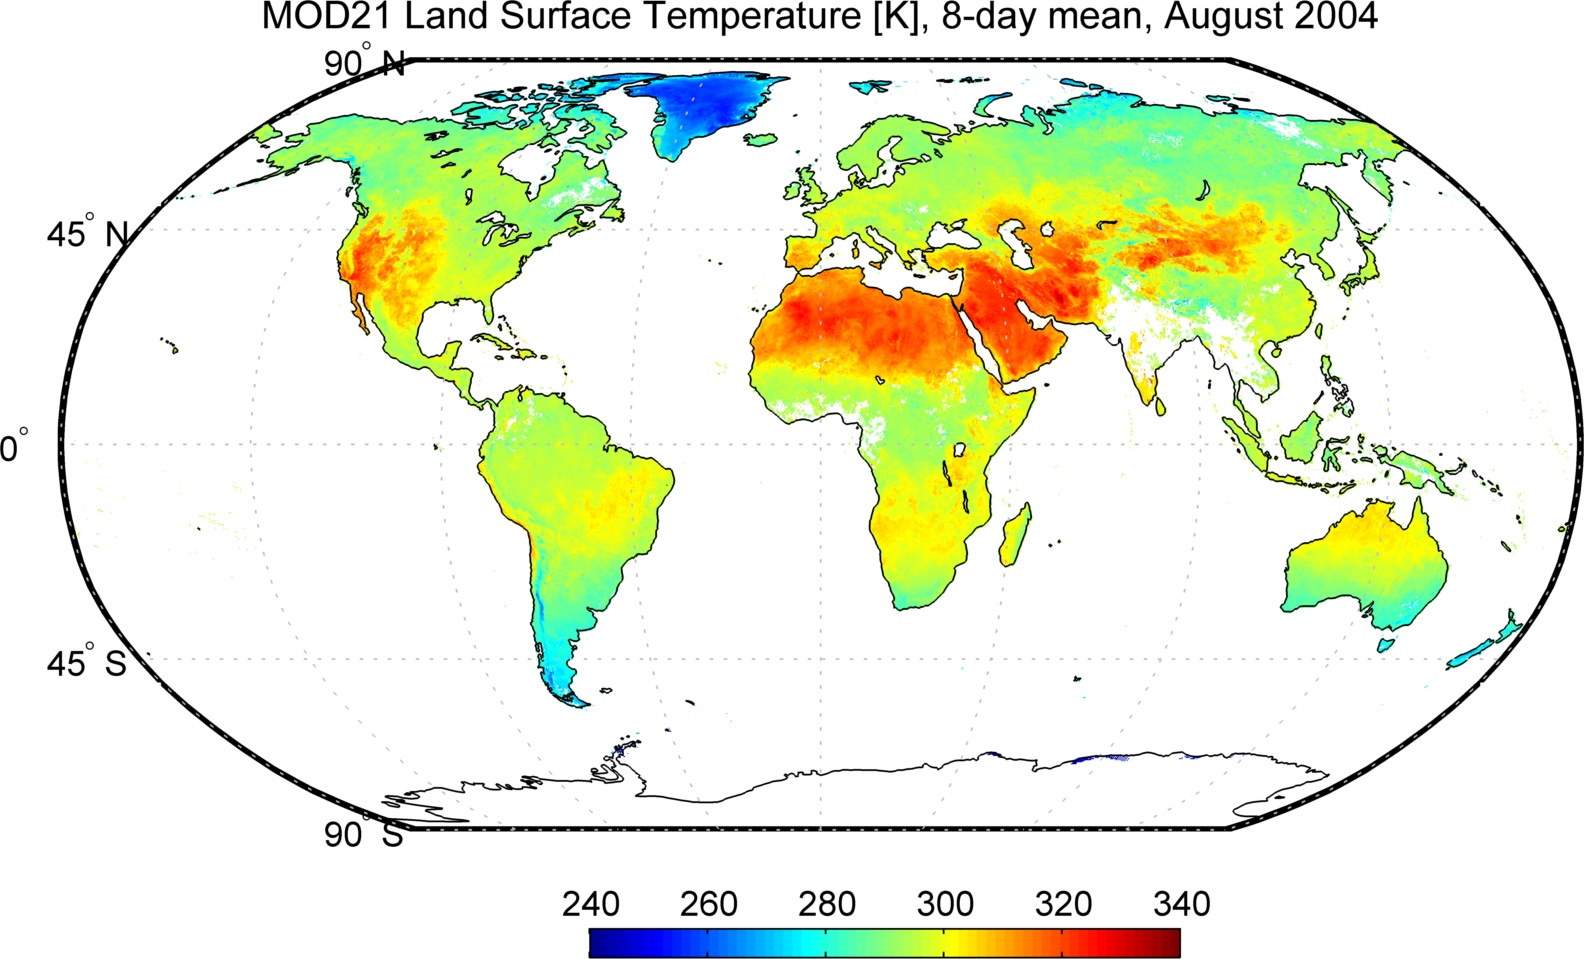 MOD21 Land Surface Temperature [K], 8-day mean, August 2004
90° N
45° N
0°
45° S
90° S
240 260 280 300 320 340